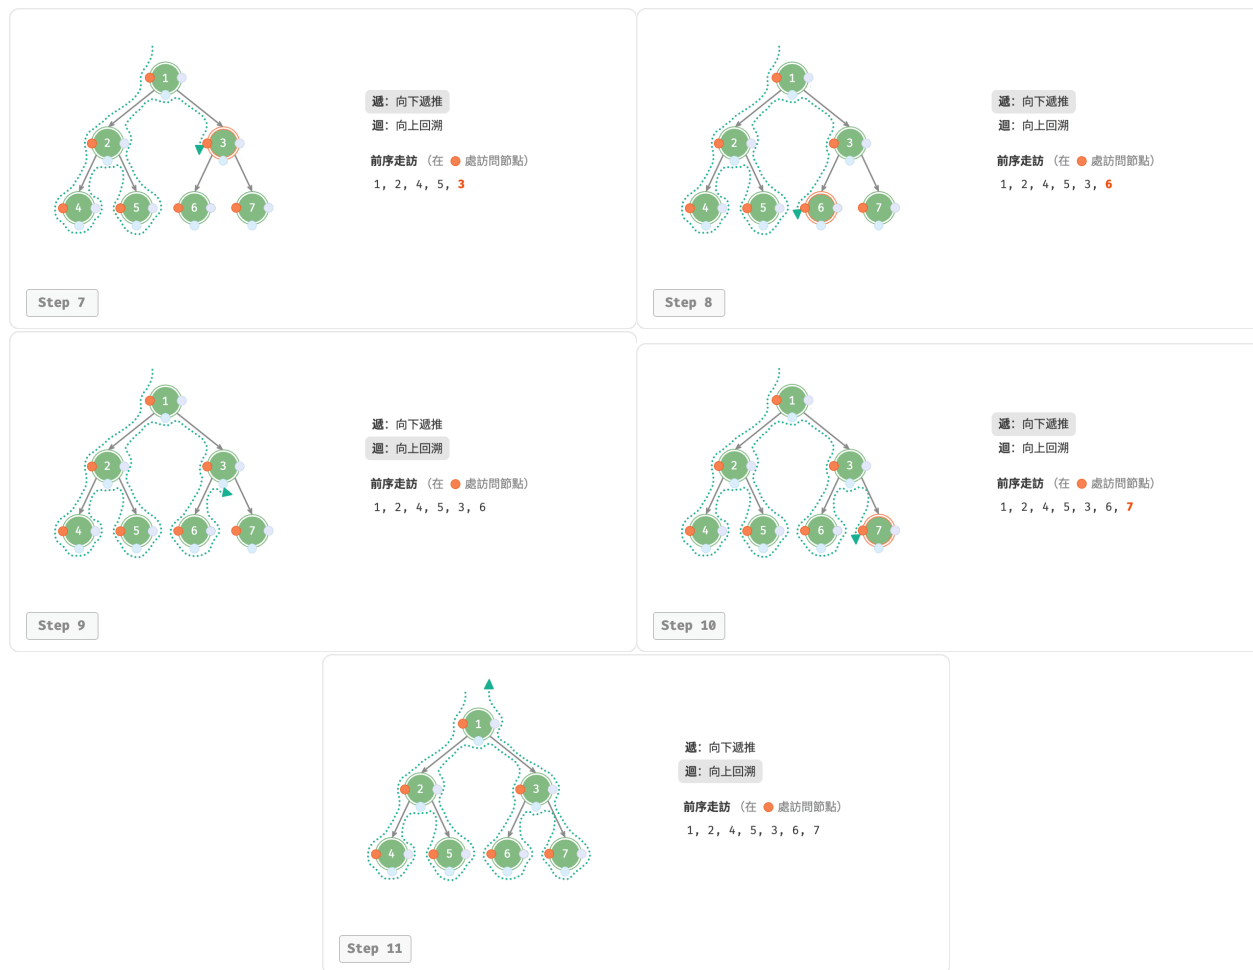 1
2
3
4
5
6
7
遞：向下遞推
迴：向上回溯
前序走訪（在 處訪問節點）
1, 2, 4, 5, 3
Step 7
1
2
3
4
5
6
7
遞：向下遞推
迴：向上回溯
前序走訪（在 處訪問節點）
1, 2, 4, 5, 3, 6
Step 8
1
2
3
4
5
6
7
遞：向下遞推
迴：向上回溯
前序走訪（在 處訪問節點）
1, 2, 4, 5, 3, 6
Step 9
1
2
3
4
5
6
7
遞：向下遞推
迴：向上回溯
前序走訪（在 處訪問節點）
1, 2, 4, 5, 3, 6, 7
Step 10
1
2
3
4
5
6
7
遞：向下遞推
迴：向上回溯
前序走訪（在 處訪問節點）
1, 2, 4, 5, 3, 6, 7
Step 11